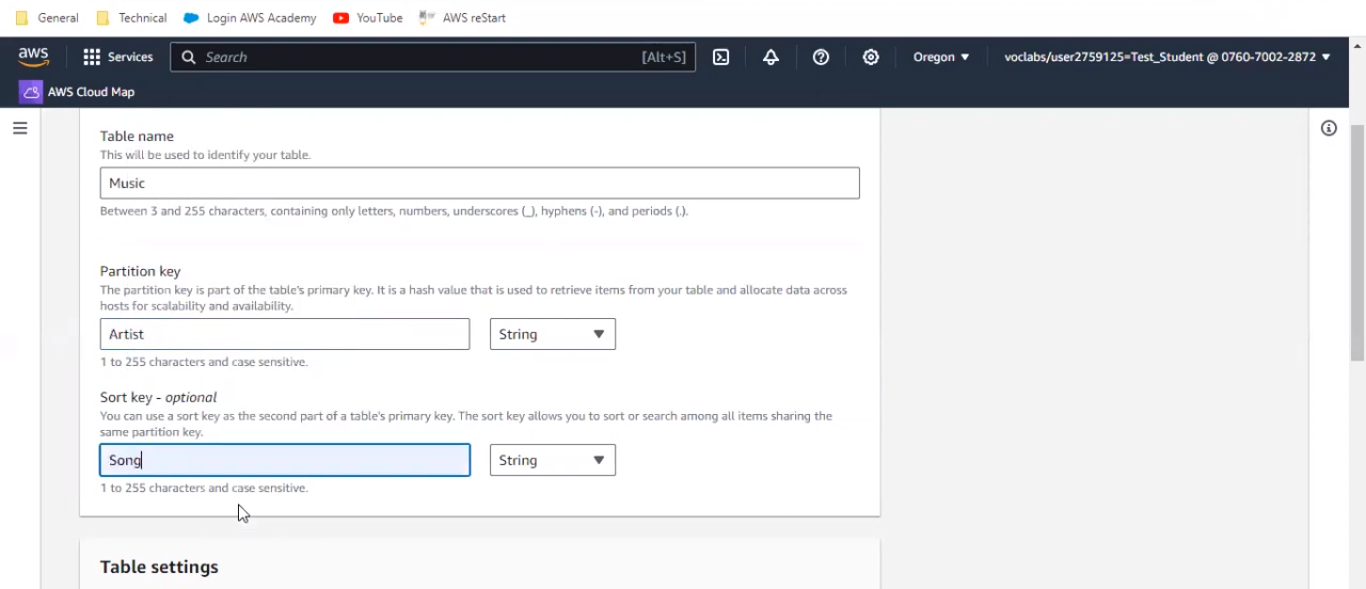 General Technical Login AWS Academy YouTube AWS reStart
aws Services Search [Alt+S] Oregon voclabs/user2759125=Test_Student @ 0760-7002-2872
AWS Cloud Map
Table name
This will be used to identify your table.
Music
Between 3 and 255 characters, containing only letters, numbers, underscores (_), hyphens (-), and periods (.).
Partition key
The partition key is part of the table's primary key. It is a hash value that is used to retrieve items from your table and allocate data across
hosts for scalability and availability.
Artist String
1 to 255 characters and case sensitive.
Sort key - optional
You can use a sort key as the second part of a table's primary key. The sort key allows you to sort or search among all items sharing the
same partition key.
Song String
1 to 255 characters and case sensitive.
Table settings